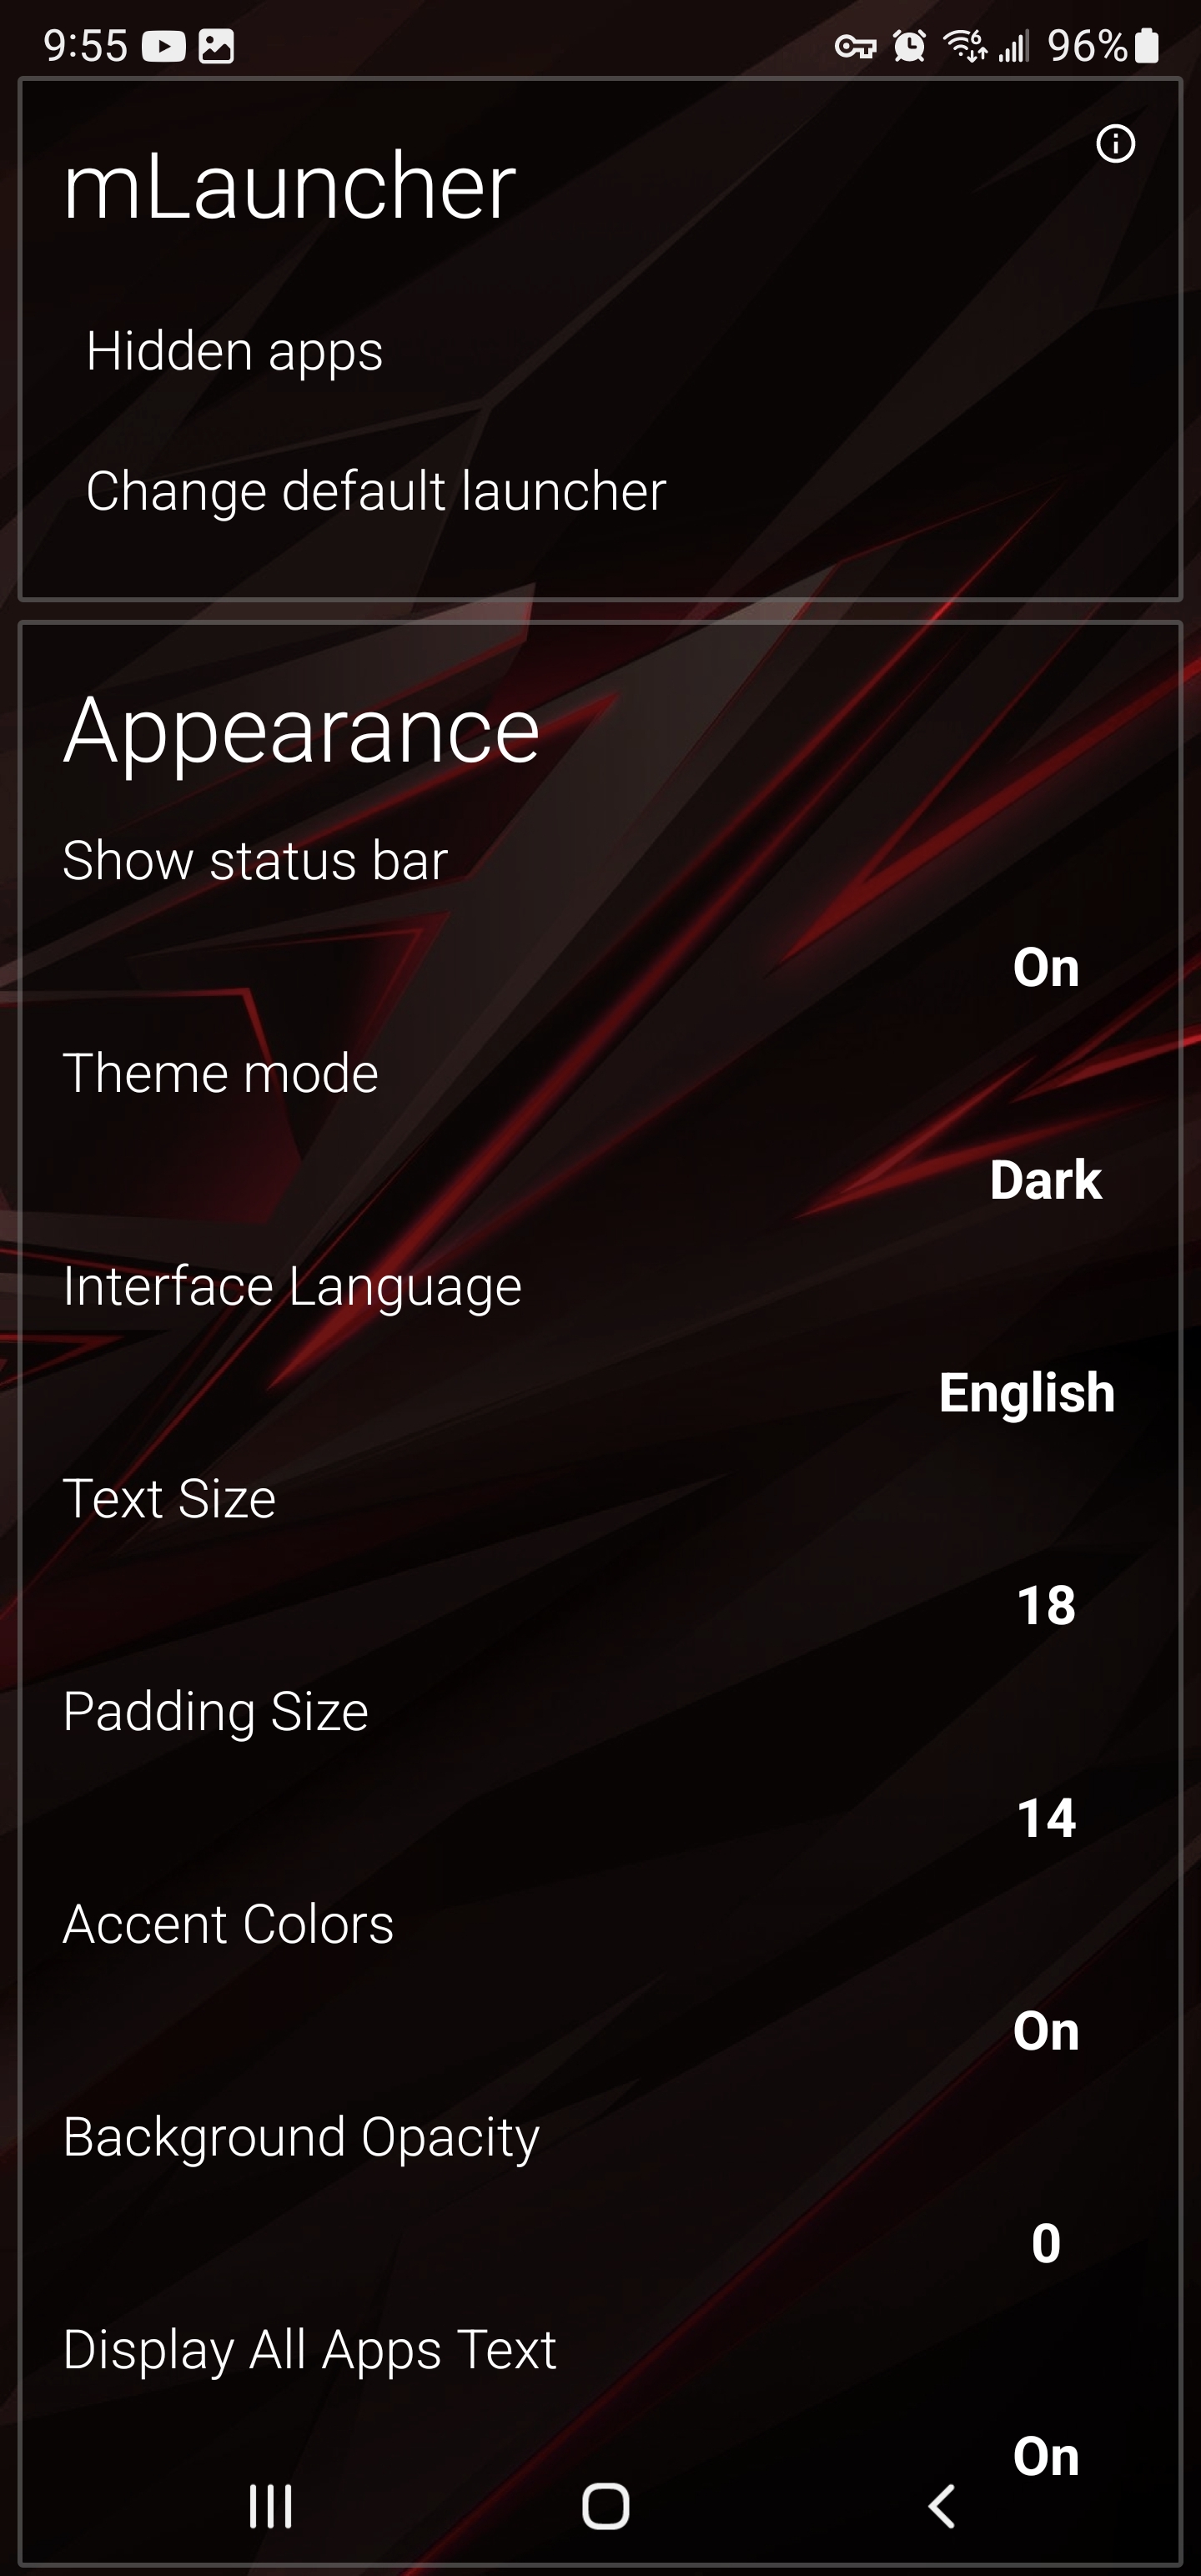 9:55 96%
mLauncher
Hidden apps
Change default launcher
Appearance
Show status bar
On
Theme mode
Dark
Interface Language
English
Text Size
18
Padding Size
14
Accent Colors
On
Background Opacity
0
Display All Apps Text
On